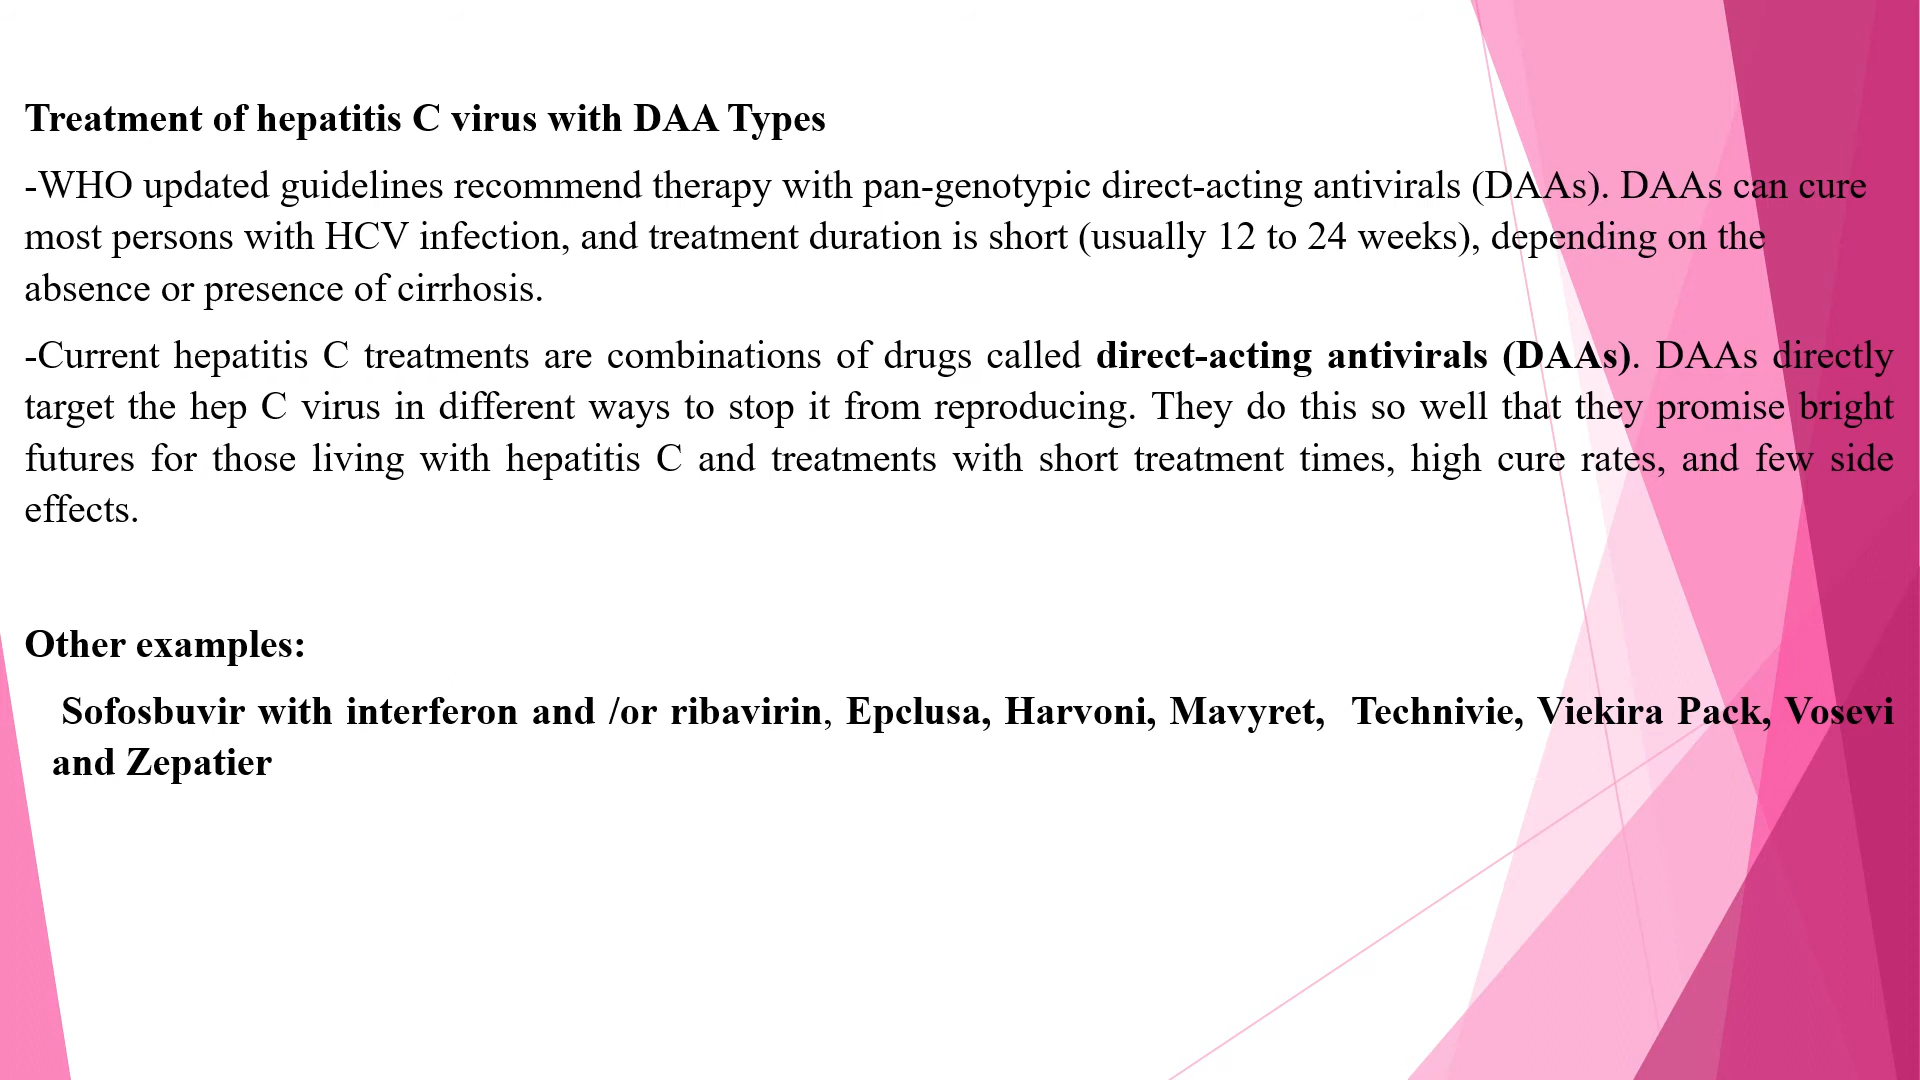 Treatment of hepatitis C virus with DAA Types
-WHO updated guidelines recommend therapy with pan-genotypic direct-acting antivirals (DAAs). DAAs can cure
most persons with HCV infection, and treatment duration is short (usually 12 to 24 weeks), depending on the
absence or presence of cirrhosis.
-Current hepatitis C treatments are combinations of drugs called direct-acting antivirals (DAAs). DAAs directly
target the hep C virus in different ways to stop it from reproducing. They do this so well that they promise bright
futures for those living with hepatitis C and treatments with short treatment times, high cure rates, and few side
effects.
Other examples:
Sofosbuvir with interferon and /or ribavirin, Epclusa, Harvoni, Mavyret, Technivie, Viekira Pack, Vosevi
and Zepatier